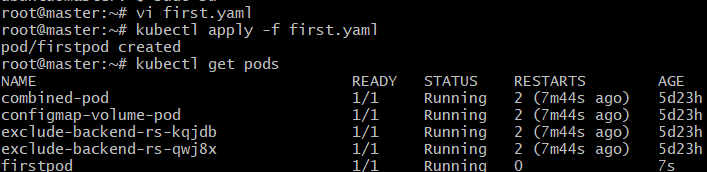 root@master:~# vi first.yaml
root@master:~# kubectl apply -f first.yaml
pod/firstpod created
root@master:~# kubectl get pods
NAME READY STATUS RESTARTS AGE
combined-pod 1/1 Running 2 (7m44s ago) 5d23h
configmap-volume-pod 1/1 Running 2 (7m44s ago) 5d23h
exclude-backend-rs-kqjdb 1/1 Running 2 (7m44s ago) 5d23h
exclude-backend-rs-qwj8x 1/1 Running 2 (7m44s ago) 5d23h
firstpod 1/1 Running 0 7s